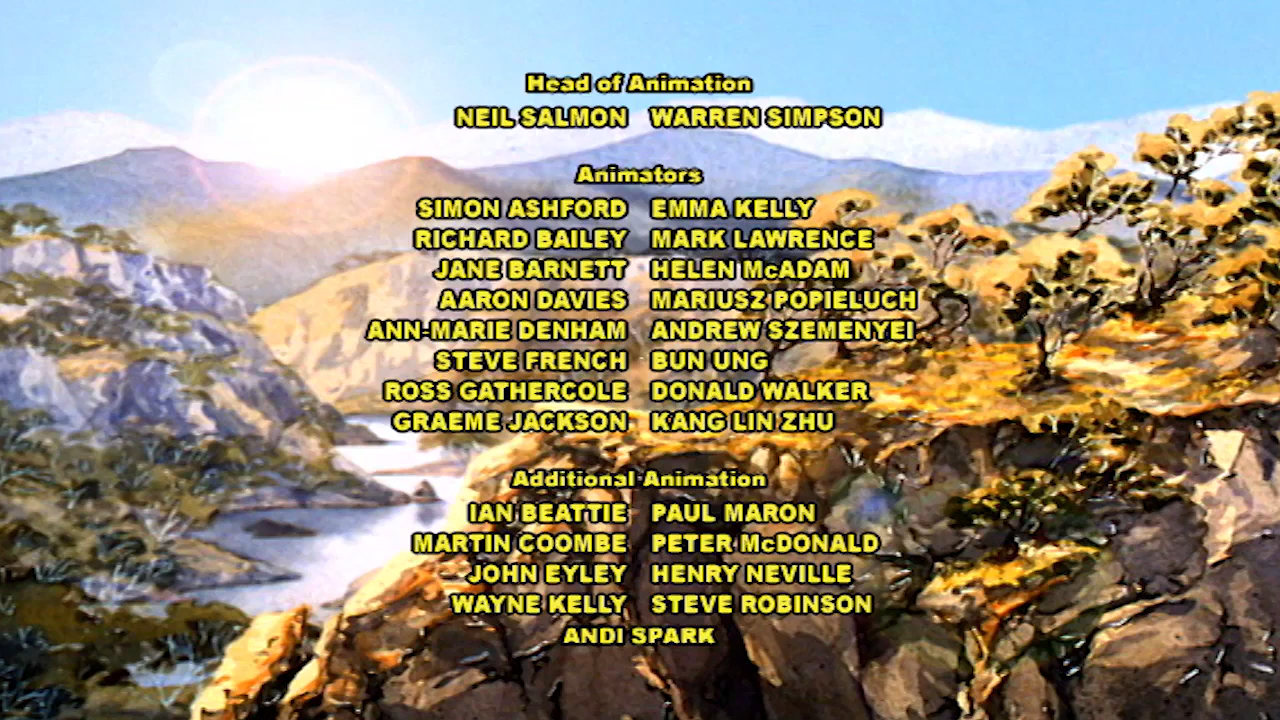 Head of Animation
NEIL SALMON WARREN SIMPSON
Animators
SIMON ASHFORD EMMA KELLY
RICHARD BAILEY MARK LAWRENCE
JANE BARNETT HELEN McADAM
AARON DAVIES MARIUSZ POPIELUCH
ANN-MARIE DENHAM ANDREW SZEMENYEI
STEVE FRENCH BUN UNG
ROSS GATHERCOLE DONALD WALKER
GRAEME JACKSON KANG LIN ZHU
Additional Animation
IAN BEATTIE PAUL MARON
MARTIN COOMBE PETER McDONALD
JOHN EYLEY HENRY NEVILLE
WAYNE KELLY STEVE ROBINSON
ANDI SPARK